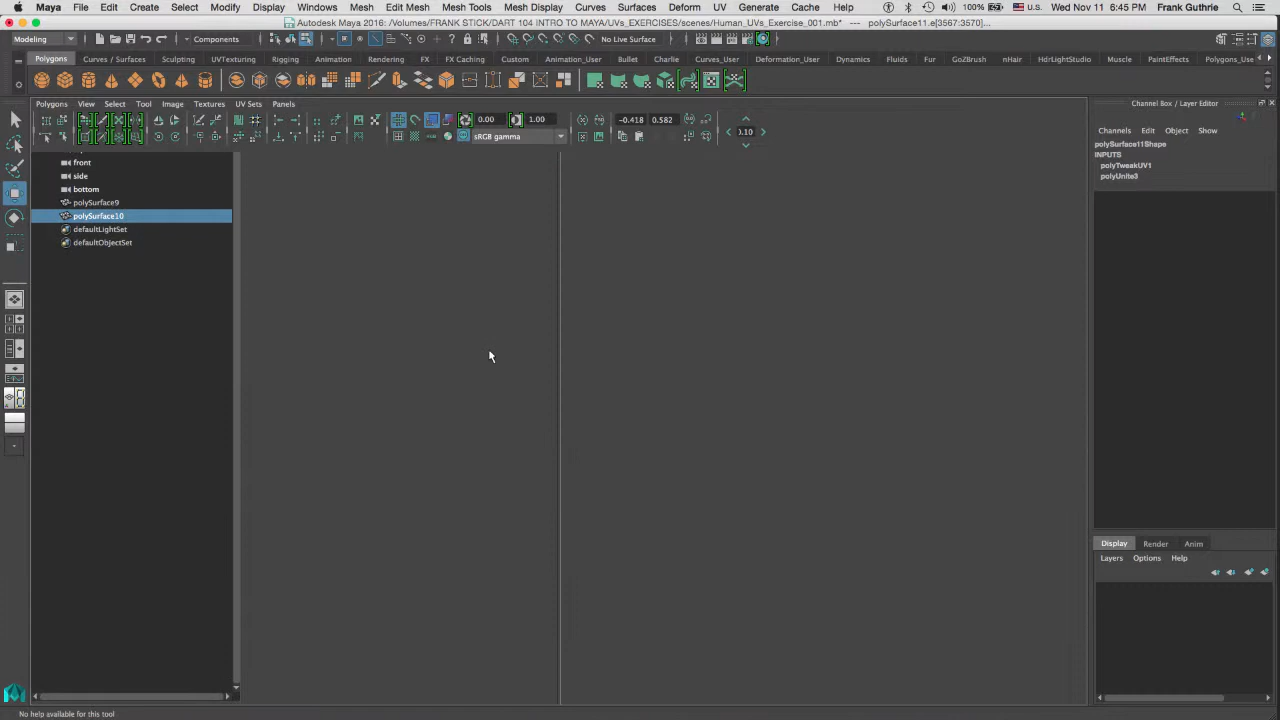 Maya File Edit Create Select Modify Display Windows Mesh Edit Mesh Mesh Tools Mesh Display Curves Surfaces Deform UV Generate Cache Help 100% U.S. Wed Nov 11 6:45 PM Frank Guthrie
Autodesk Maya 2016: /Volumes/FRANK STICK/DART 104 INTRO TO MAYA/UVs_EXERCISES/scenes/Human_UVs_Exercise_001.mb* --- polySurface11.e[3567:3570]...
Modeling Components No Live Surface
Polygons Curves / Surfaces Sculpting UVTexturing Rigging Animation Rendering FX FX Caching Custom Animation_User Bullet Charlie Curves_User Deformation_User Dynamics Fluids Fur GoZBrush nHair HdrLightStudio Muscle PaintEffects Polygons_Use
Polygons View Select Tool Image Textures UV Sets Panels
Channel Box / Layer Editor
0.00 1.00 -0.418 0.582
sRGB gamma 0.10
Channels Edit Object Show
polySurface11Shape
INPUTS
polyTweakUV1
polyUnite3
front
side
bottom
polySurface9
polySurface10
defaultLightSet
defaultObjectSet
Display Render Anim
Layers Options Help
No help available for this tool